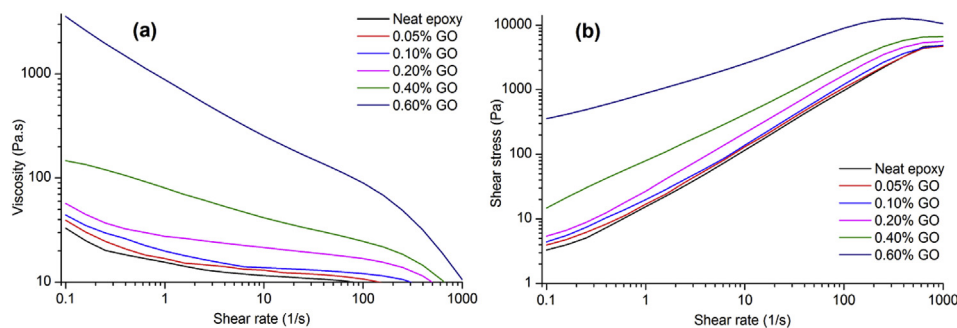 (a)
Neat epoxy
0.05% GO
0.10% GO
0.20% GO
0.40% GO
0.60% GO
1000
100
10
Viscosity (Pa.s)
0.1 1 10 100 1000
Shear rate (1/s)
(b)
10000
1000
100
10
1
Shear stress (Pa)
Neat epoxy
0.05% GO
0.10% GO
0.20% GO
0.40% GO
0.60% GO
0.1 1 10 100 1000
Shear rate (1/s)